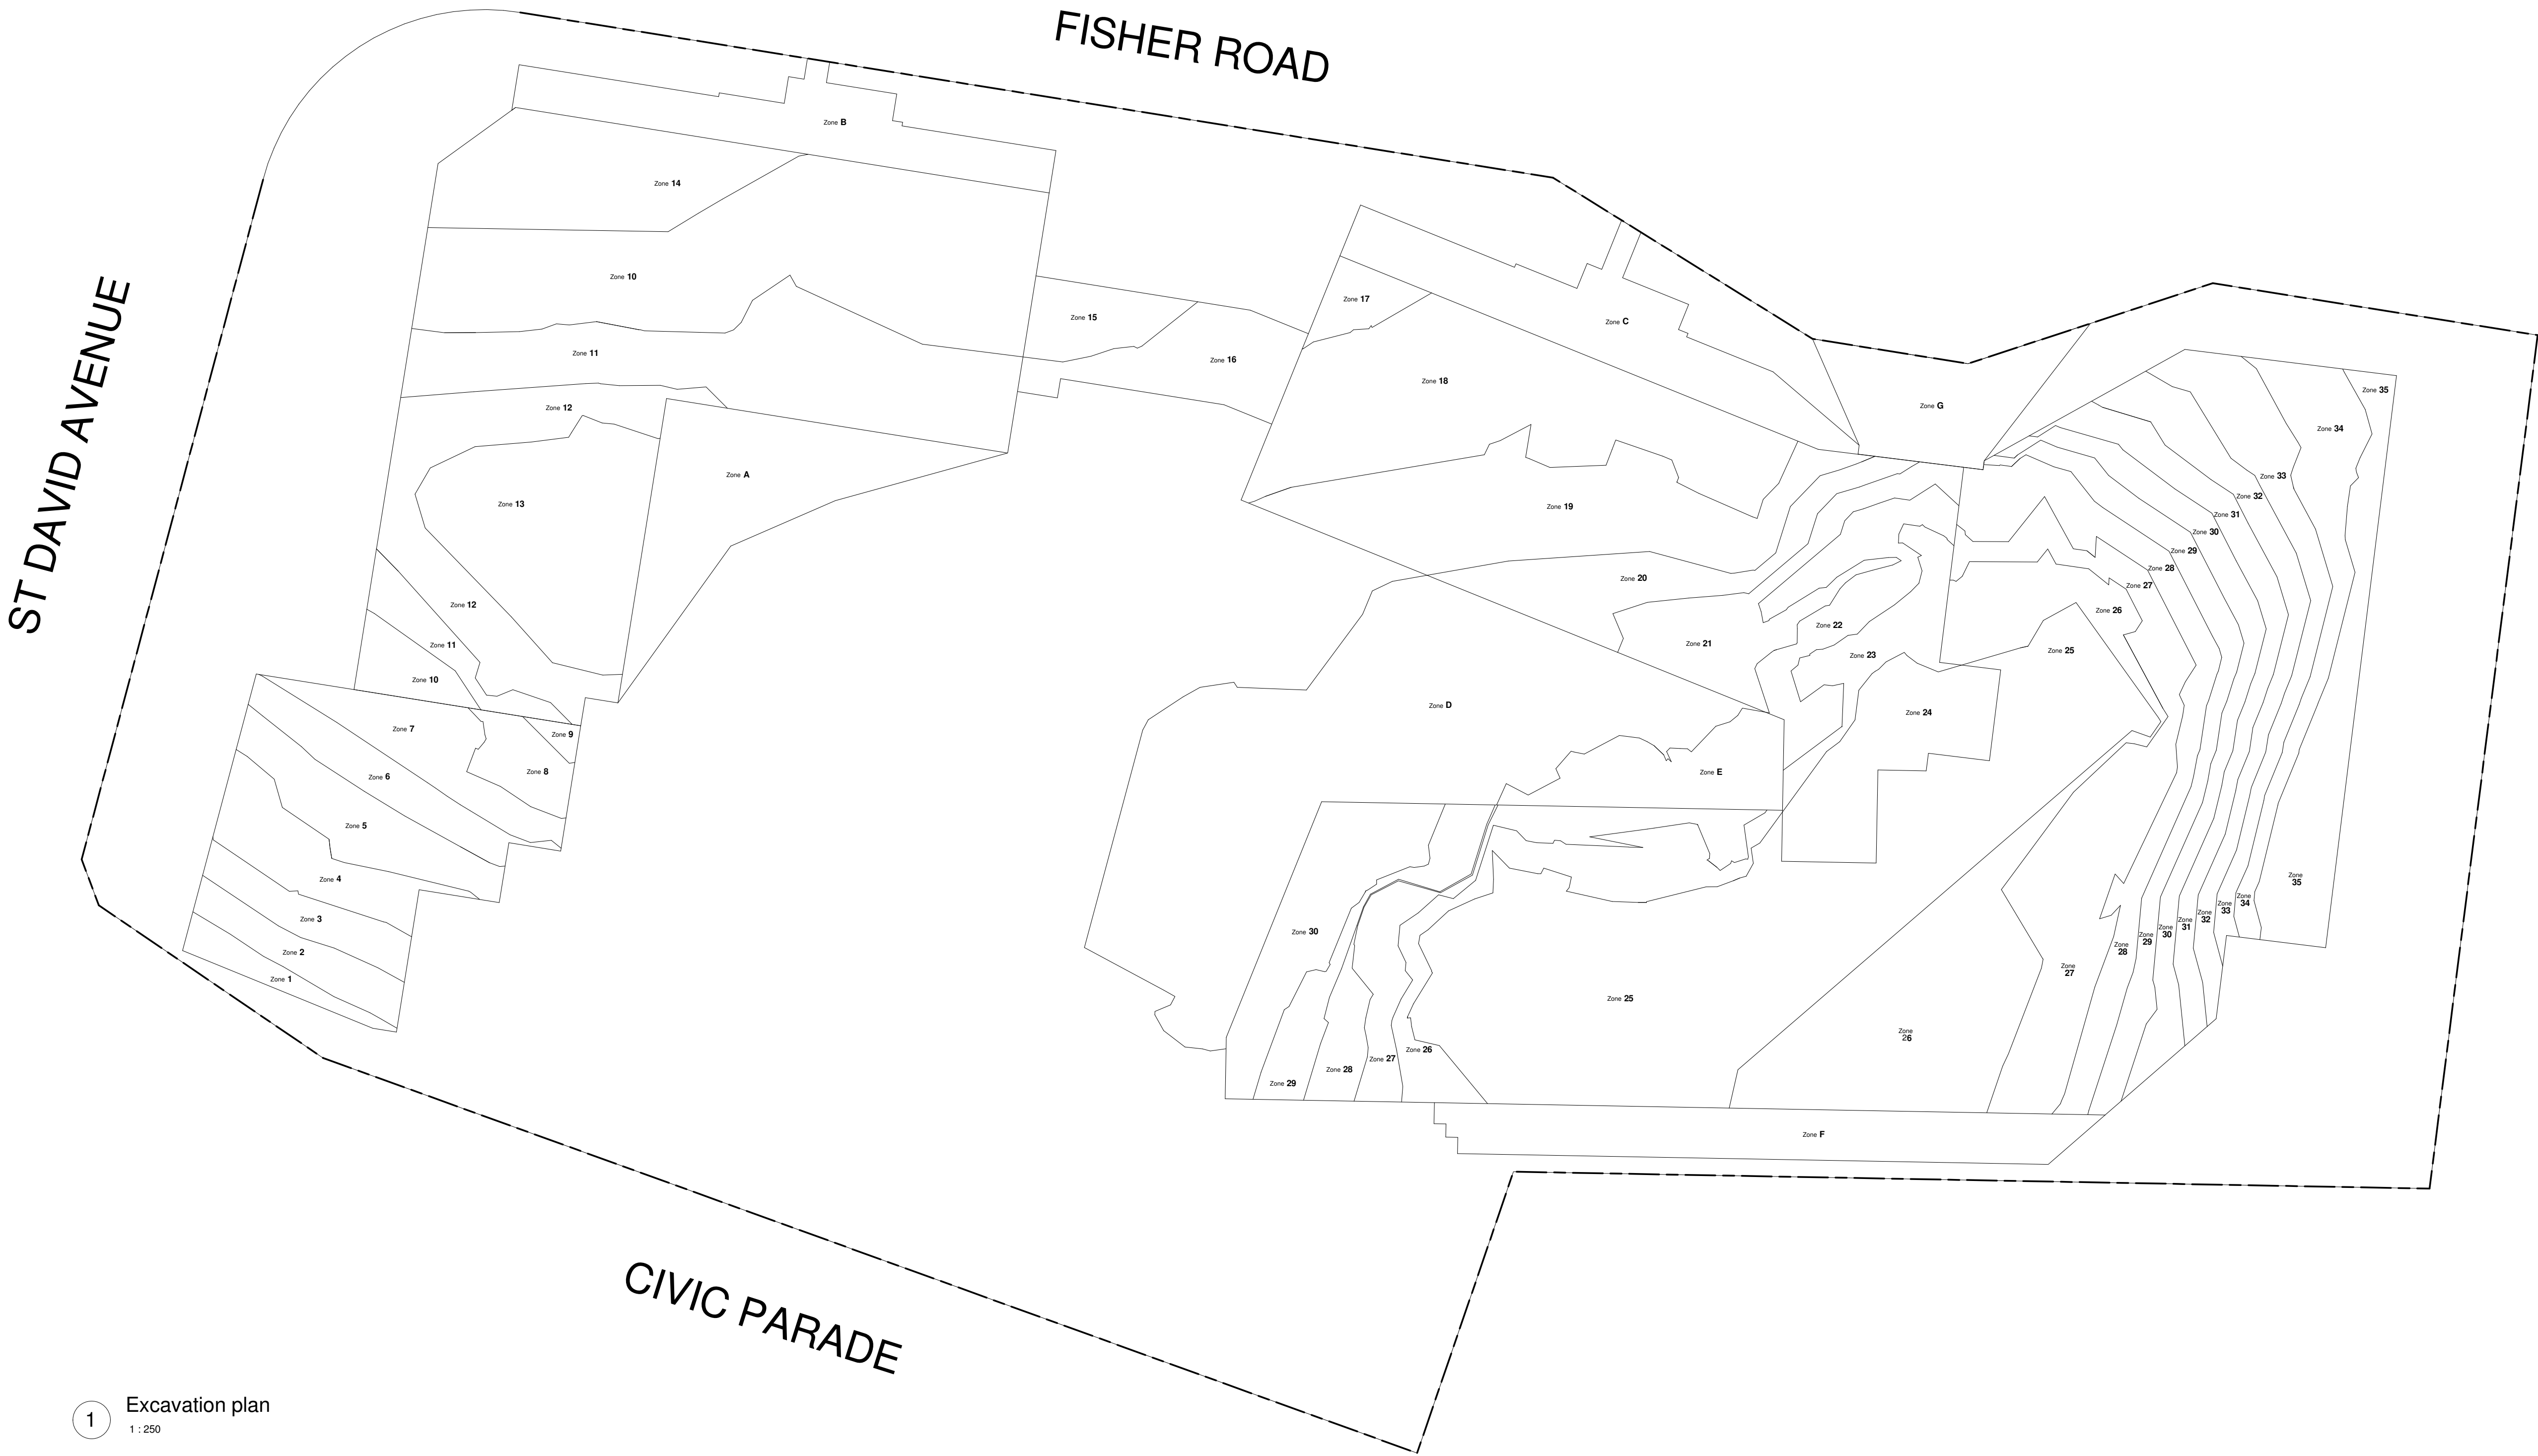 FISHER ROAD
ST DAVID AVENUE
CIVIC PARADE
Zone B
Zone 14
Zone 10
Zone 15
Zone 11
Zone 16
Zone 12
Zone A
Zone 13
Zone 12
Zone 11
Zone 10
Zone 7
Zone 9
Zone 8
Zone 6
Zone 5
Zone 4
Zone 3
Zone 2
Zone 1
Zone 17
Zone C
Zone 18
Zone G
Zone 19
Zone 20
Zone 21
Zone 22
Zone 23
Zone 24
Zone D
Zone E
Zone 35
Zone 34
Zone 33
Zone 32
Zone 31
Zone 30
Zone 29
Zone 28
Zone 27
Zone 26
Zone 25
Zone
35
Zone
34
Zone
33
Zone
32
Zone
31
Zone
30
Zone
29
Zone
28
Zone
27
Zone
26
Zone 30
Zone 25
Zone 26
Zone 27
Zone 28
Zone 29
Zone F
1
Excavation plan
1 : 250